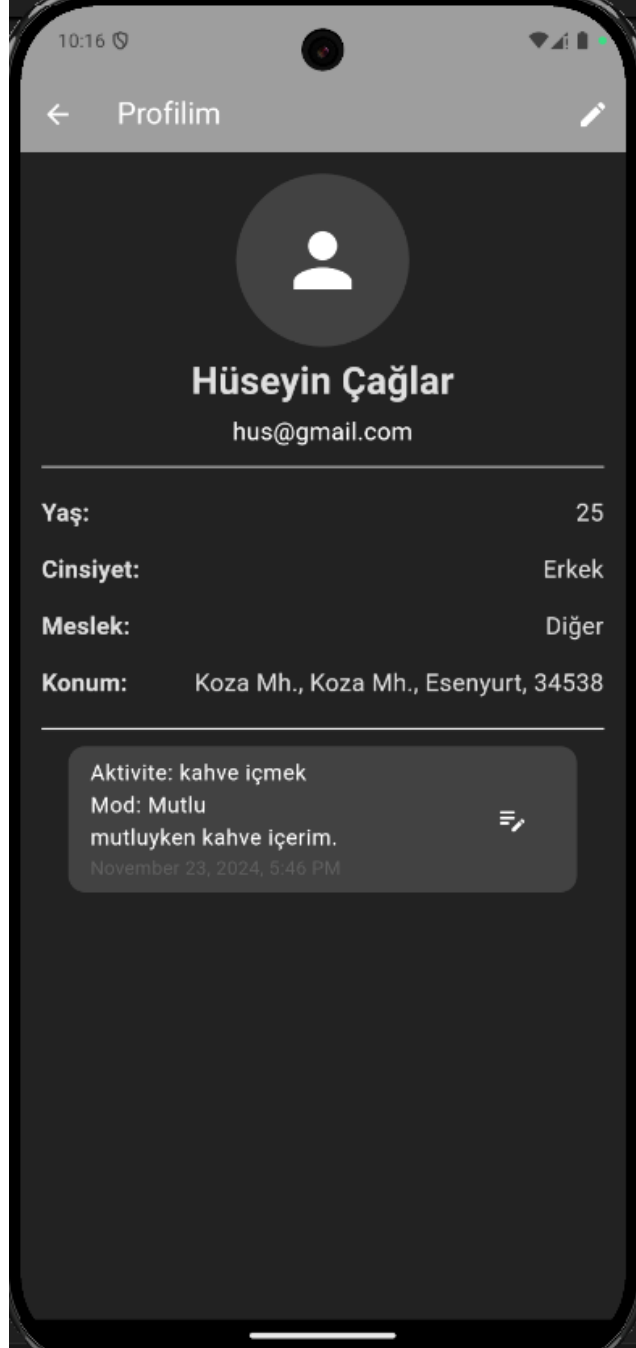 10:16
Profilim
Hüseyin Çağlar
hus@gmail.com
Yaş: 25
Cinsiyet: Erkek
Meslek: Diğer
Konum: Koza Mh., Koza Mh., Esenyurt, 34538
Aktivite: kahve içmek
Mod: Mutlu
mutluyken kahve içerim.
November 23, 2024, 5:46 PM